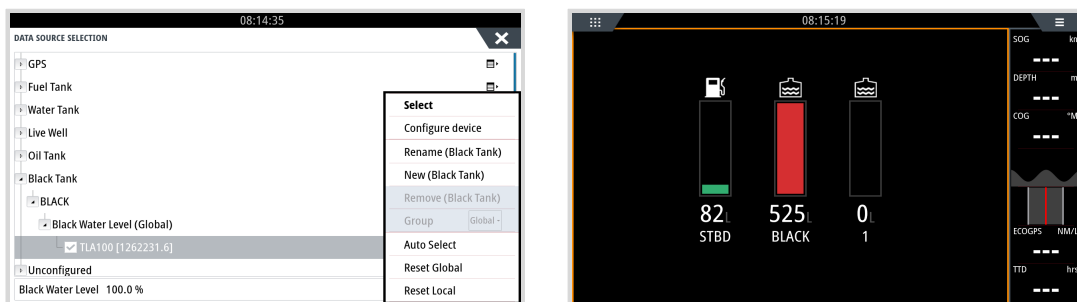 08:14:35
DATA SOURCE SELECTION
GPS
Fuel Tank
Water Tank
Live Well
Oil Tank
Black Tank
BLACK
Black Water Level (Global)
TLA100 [1262231.6]
Unconfigured
Black Water Level 100.0 %
Select
Configure device
Rename (Black Tank)
New (Black Tank)
Remove (Black Tank)
Group Global -
Auto Select
Reset Global
Reset Local
08:15:19
82 L
STBD
525 L
BLACK
0 L
1
SOG
---
DEPTH m
---
COG °M
---
ECOGPS NM/L
---
TTD hrs
---